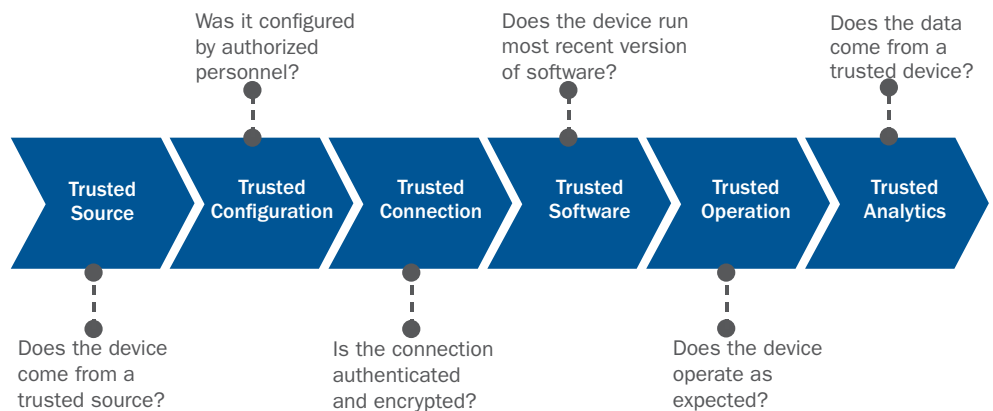 Was it configured
by authorized
personnel?
Does the device run
most recent version
of software?
Does the data
come from a
trusted device?
Trusted
Source
Trusted
Configuration
Trusted
Connection
Trusted
Software
Trusted
Operation
Trusted
Analytics
Does the device
come from a
trusted source?
Is the connection
authenticated
and encrypted?
Does the device
operate as
expected?